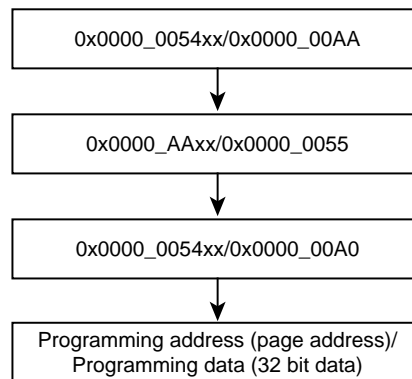 0x0000_0054xx/0x0000_00AA
0x0000_AAxx/0x0000_0055
0x0000_0054xx/0x0000_00A0
Programming address (page address)/
Programming data (32 bit data)